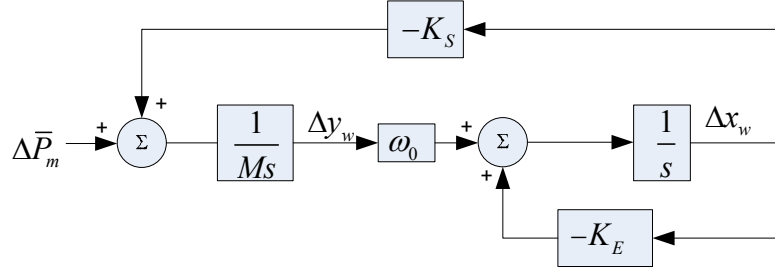 −K_S
+
ΔP̄_m
+
Σ
1/Ms
Δy_w
ω_0
+
Σ
+
1/s
Δx_w
−K_E